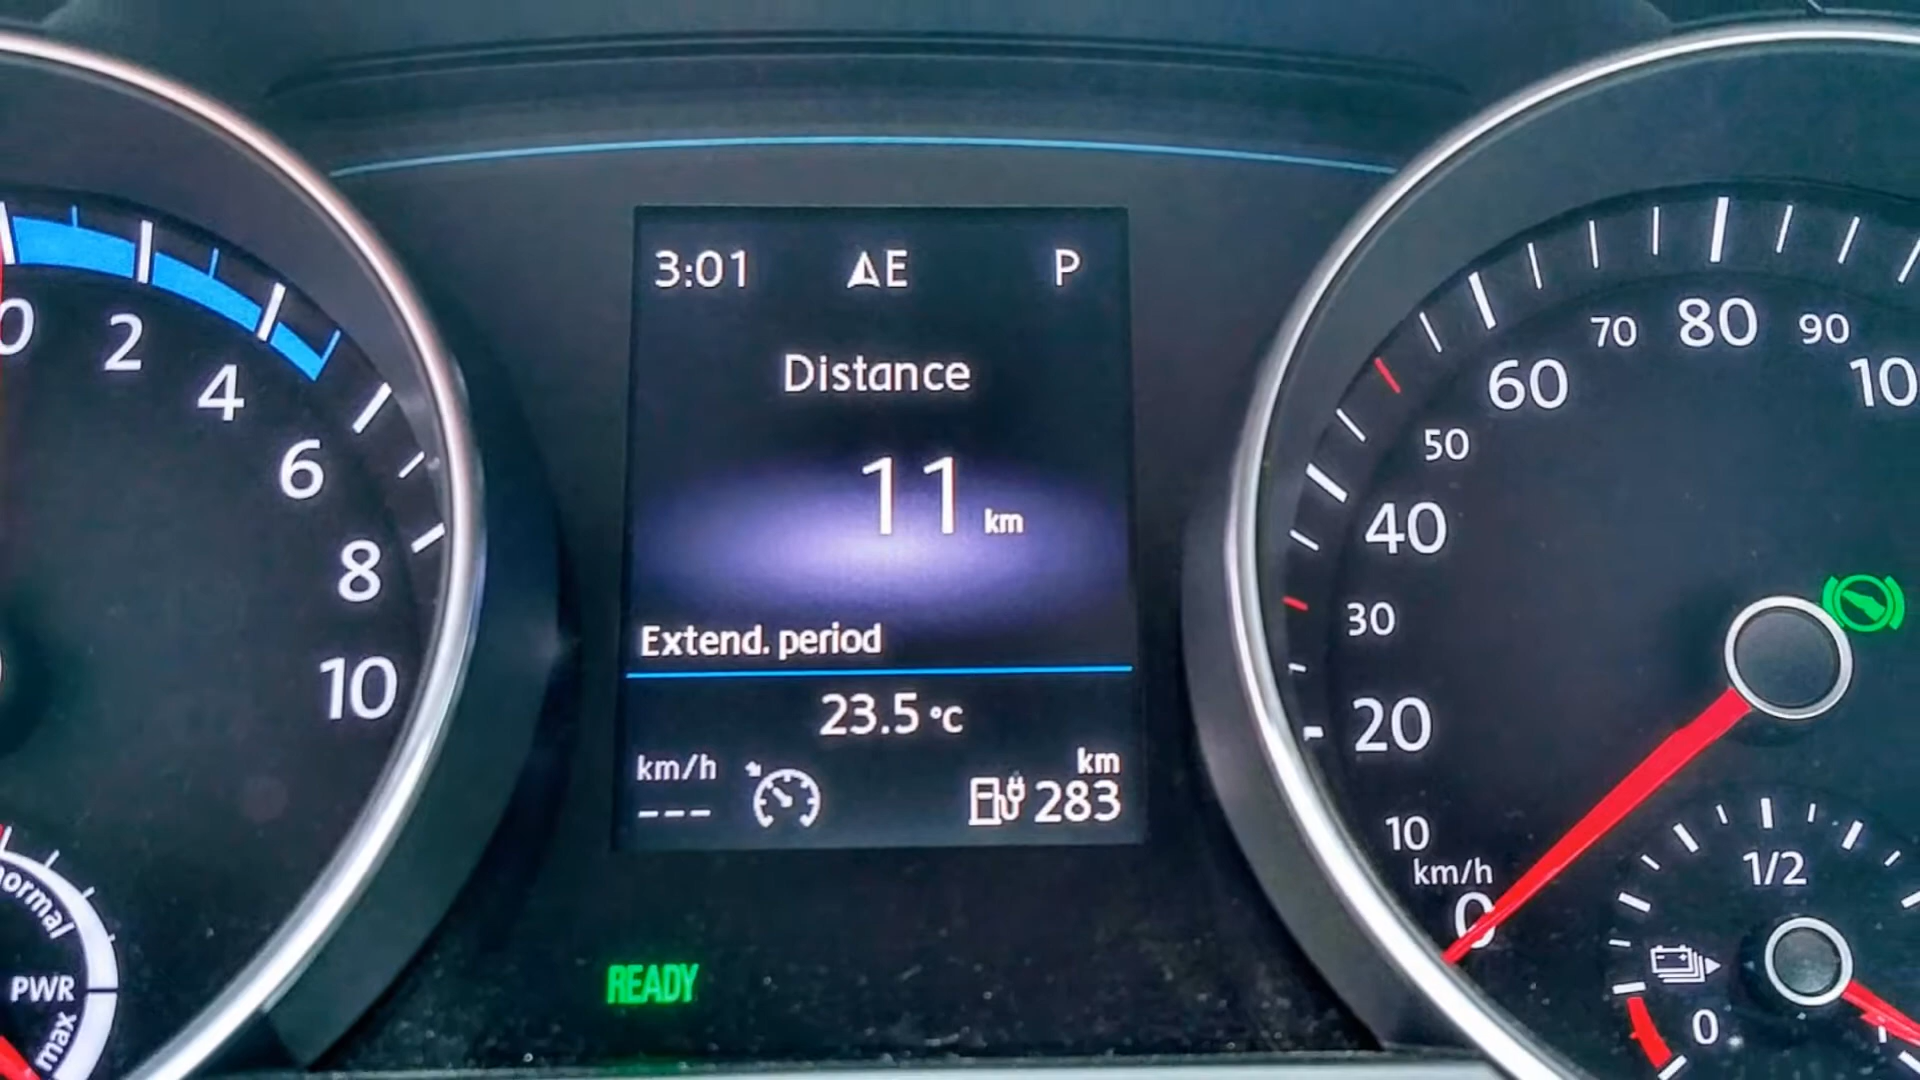 3:01 E P
Distance
11 km
Extend. period
23.5 °C
km/h
km
--- 283
READY
0
2
4
6
8
10
normal
PWR
max
0
10
20
30
40
50
60
70
80
90
km/h
1/2
0
1